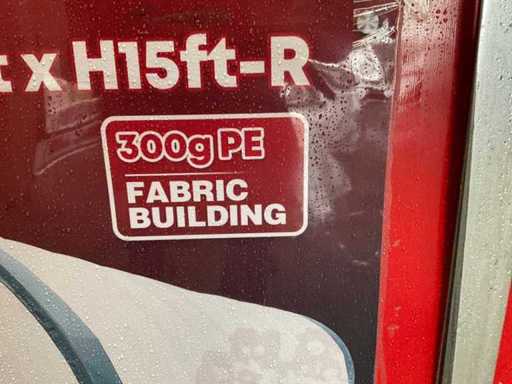 t x H15ft-R
300g PE
FABRIC
BUILDING